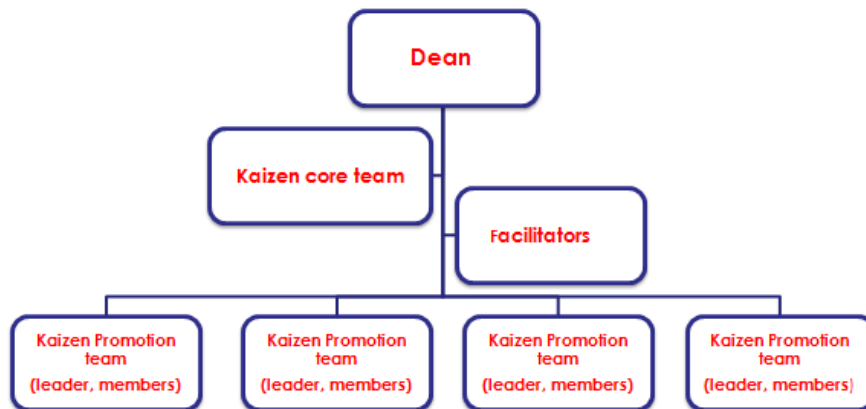 Dean
Kaizen core team
Facilitators
Kaizen Promotion
team
(leader, members)
Kaizen Promotion
team
(leader, members)
Kaizen Promotion
team
(leader, members)
Kaizen Promotion
team
(leader, members)